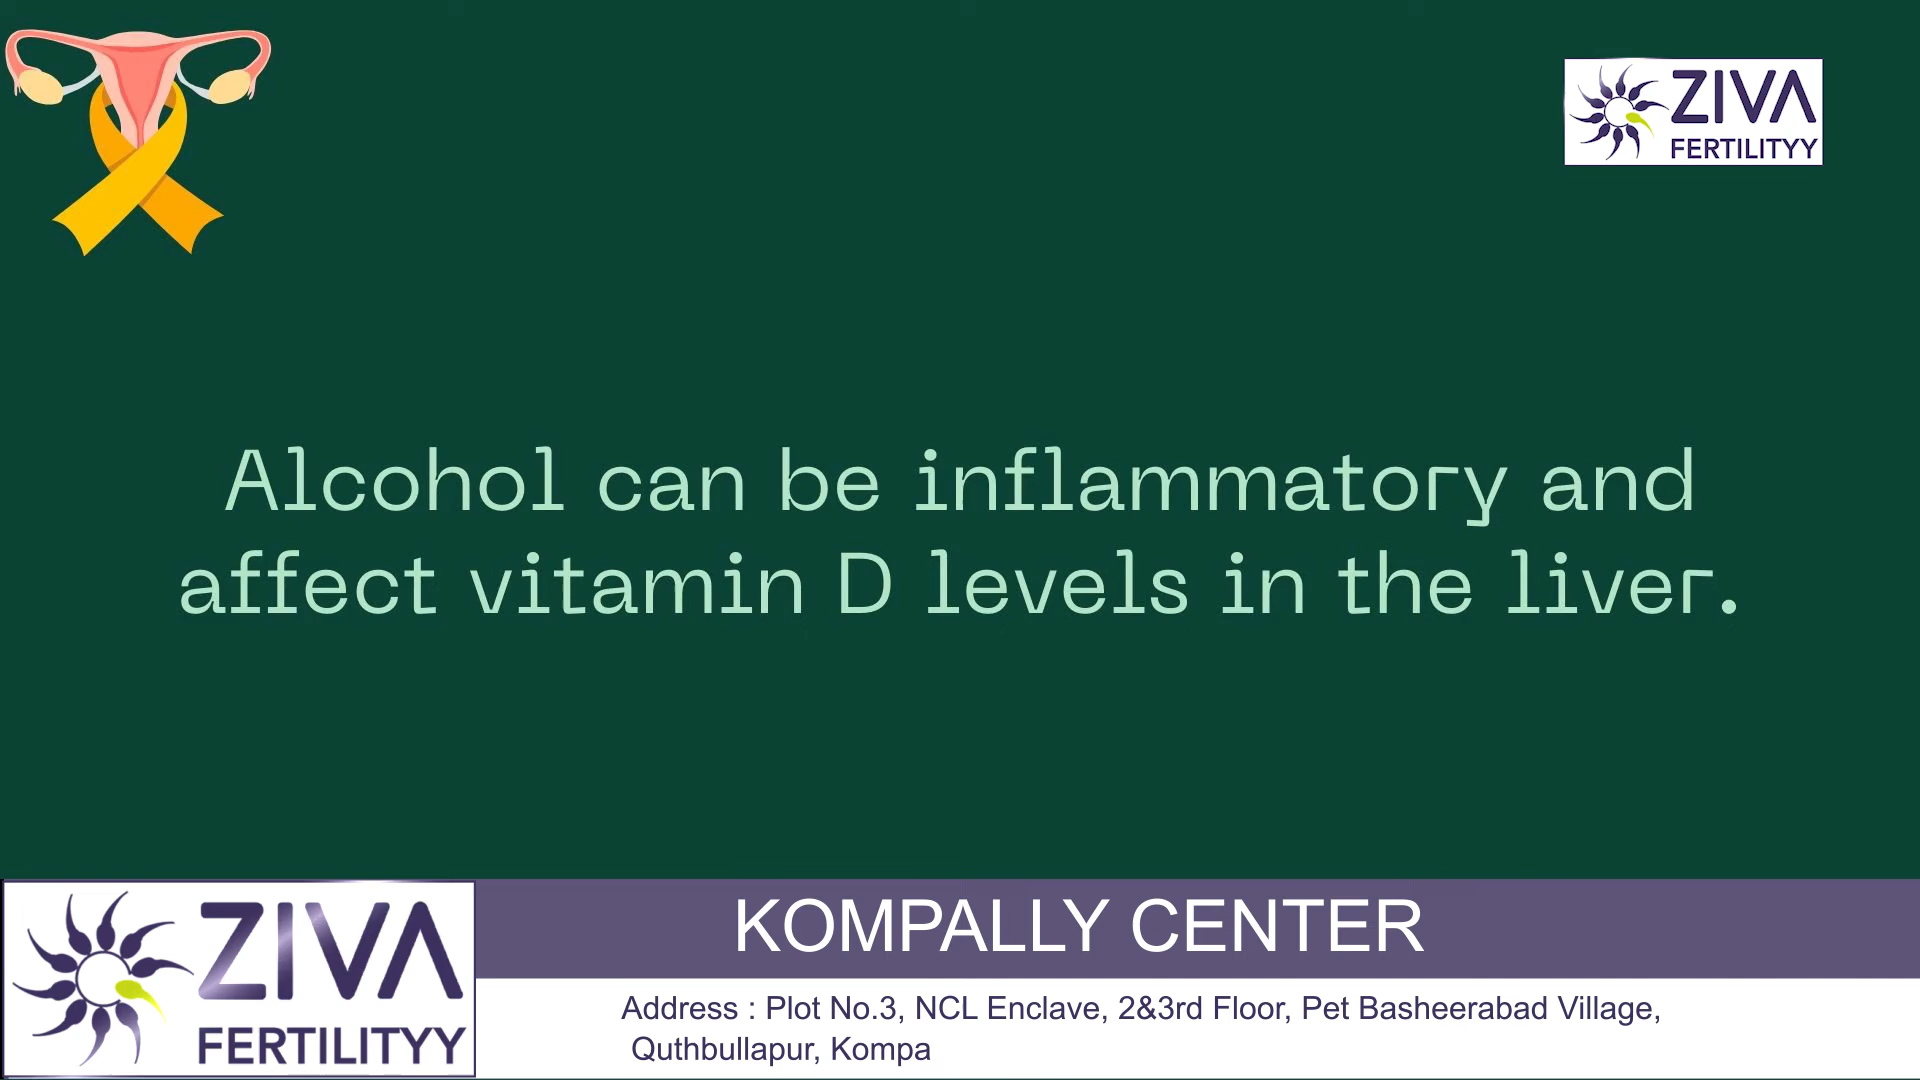 ZIVA
FERTILITYY
Alcohol can be inflammatory and
affect vitamin D levels in the liver.
ZIVA
FERTILITYY
KOMPALLY CENTER
Address : Plot No.3, NCL Enclave, 2&3rd Floor, Pet Basheerabad Village,
Quthbullapur, Kompa